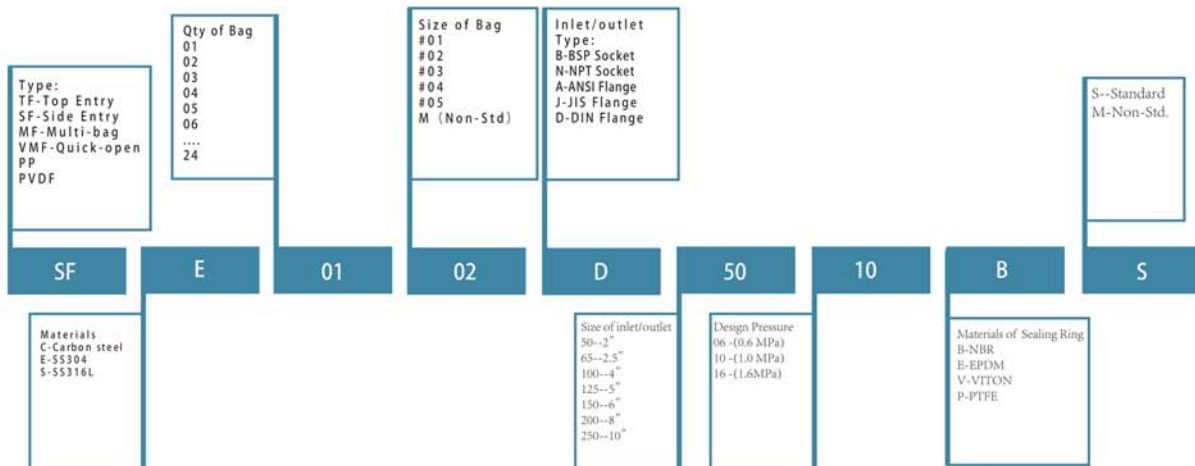 Type:
TF-Top Entry
SF-Side Entry
MF-Multi-bag
VMF-Quick-open
PP
PVDF
Qty of Bag
01
02
03
04
05
06
....
24
Size of Bag
#01
#02
#03
#04
#05
M (Non-Std)
Inlet/outlet
Type:
B-BSP Socket
N-NPT Socket
A-ANSI Flange
J-JIS Flange
D-DIN Flange
S--Standard
M-Non-Std.
SF E 01 02 D 50 10 B S
Materials
C-Carbon steel
E-SS304
S-SS316L
Size of inlet/outlet
50--2"
65--2.5"
100--4"
125--5"
150--6"
200--8"
250--10"
Design Pressure
06 -(0.6 MPa)
10 -(1.0 MPa)
16 -(1.6MPa)
Materials of Sealing Ring
B-NBR
E-EPDM
V-VITON
P-PTFE